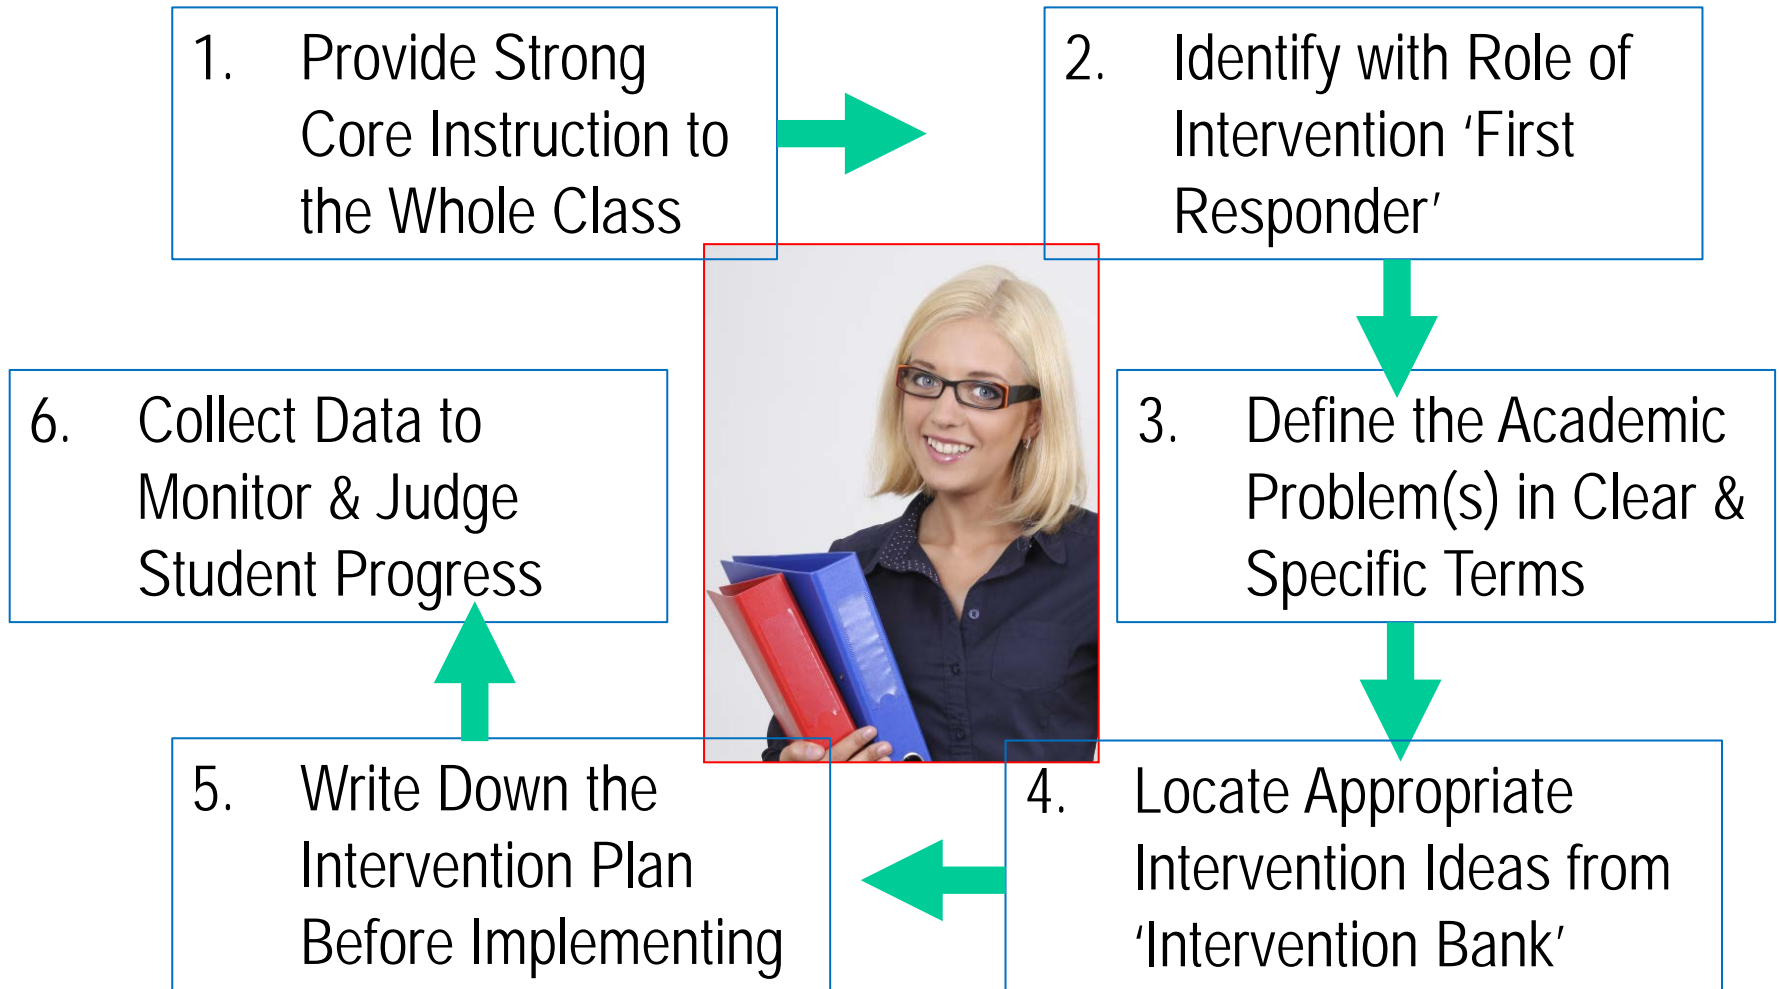 1. Provide Strong
Core Instruction to
the Whole Class
2. Identify with Role of
Intervention ‘First
Responder’
3. Define the Academic
Problem(s) in Clear &
Specific Terms
4. Locate Appropriate
Intervention Ideas from
‘Intervention Bank’
5. Write Down the
Intervention Plan
Before Implementing
6. Collect Data to
Monitor & Judge
Student Progress